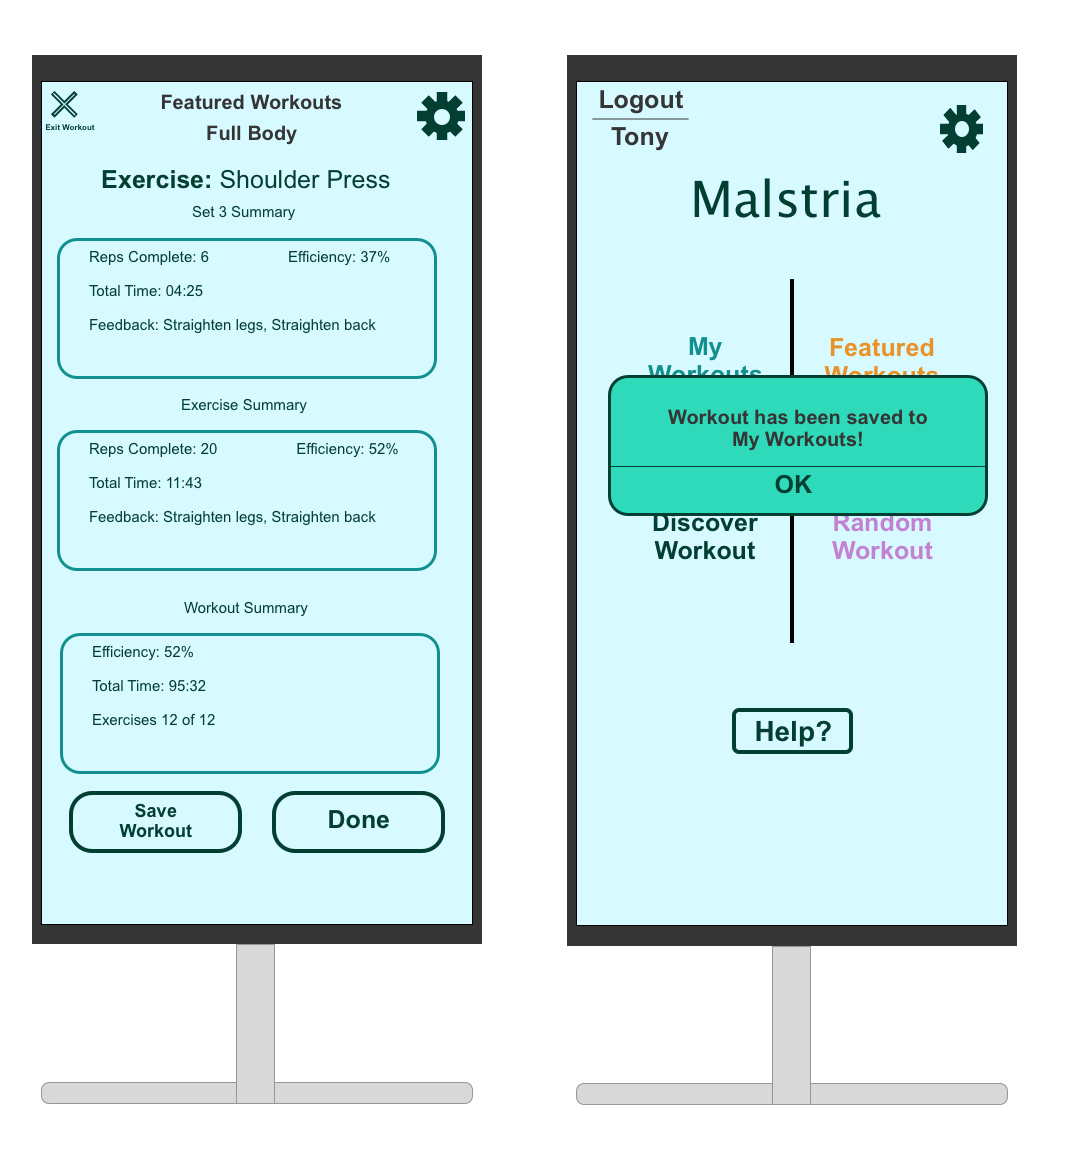 Featured Workouts
Exit Workout
Full Body
Exercise: Shoulder Press
Set 3 Summary
Reps Complete: 6 Efficiency: 37%
Total Time: 04:25
Feedback: Straighten legs, Straighten back
Exercise Summary
Reps Complete: 20 Efficiency: 52%
Total Time: 11:43
Feedback: Straighten legs, Straighten back
Workout Summary
Efficiency: 52%
Total Time: 95:32
Exercises 12 of 12
Save
Workout
Done
Logout
Tony
Malstria
My
Workouts
Featured
Workouts
Workout has been saved to
My Workouts!
OK
Discover
Workout
Random
Workout
Help?